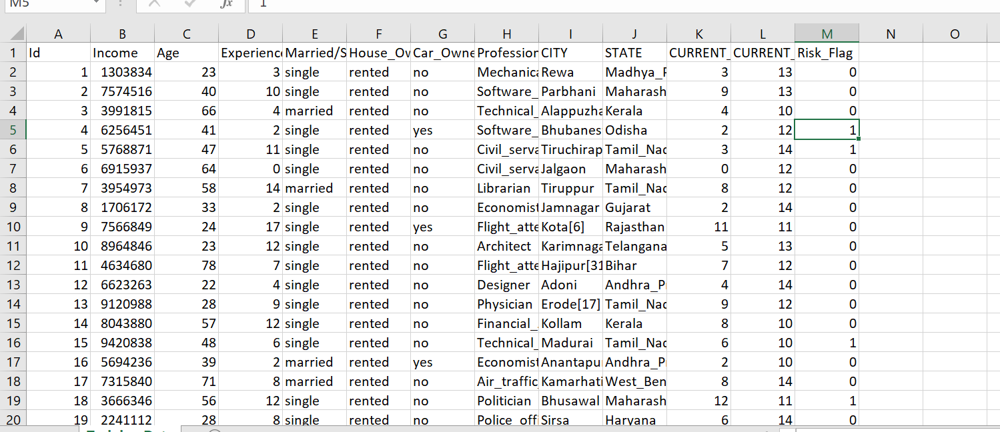 M5 fx 1
A B C D E F G H I J K L M N O
1 Id Income Age Experienc Married/S House_Ow Car_Owne Profession CITY STATE CURRENT_ CURRENT_ Risk_Flag
2 1 1303834 23 3 single rented no Mechanica Rewa Madhya_P 3 13 0
3 2 7574516 40 10 single rented no Software_ Parbhani Maharash 9 13 0
4 3 3991815 66 4 married rented no Technical_ Alappuzha Kerala 4 10 0
5 4 6256451 41 2 single rented yes Software_ Bhubanes Odisha 2 12 1
6 5 5768871 47 11 single rented no Civil_serva Tiruchirap Tamil_Nad 3 14 1
7 6 6915937 64 0 single rented no Civil_serva Jalgaon Maharash 0 12 0
8 7 3954973 58 14 married rented no Librarian Tiruppur Tamil_Nad 8 12 0
9 8 1706172 33 2 single rented no Economist Jamnagar Gujarat 2 14 0
10 9 7566849 24 17 single rented yes Flight_atte Kota[6] Rajasthan 11 11 0
11 10 8964846 23 12 single rented no Architect Karimnaga Telangana 5 13 0
12 11 4634680 78 7 single rented no Flight_atte Hajipur[31 Bihar 7 12 0
13 12 6623263 22 4 single rented no Designer Adoni Andhra_P 4 14 0
14 13 9120988 28 9 single rented no Physician Erode[17] Tamil_Nad 9 12 0
15 14 8043880 57 12 single rented no Financial_ Kollam Kerala 8 10 0
16 15 9420838 48 6 single rented no Technical_ Madurai Tamil_Nad 6 10 1
17 16 5694236 39 2 married rented yes Economist Anantapu Andhra_P 2 10 0
18 17 7315840 71 8 married rented no Air_traffic_ Kamarhati West_Ben 8 14 0
19 18 3666346 56 12 single rented no Politician Bhusawal Maharash 12 11 1
20 19 2241112 28 8 single rented no Police_offi Sirsa Haryana 6 14 0